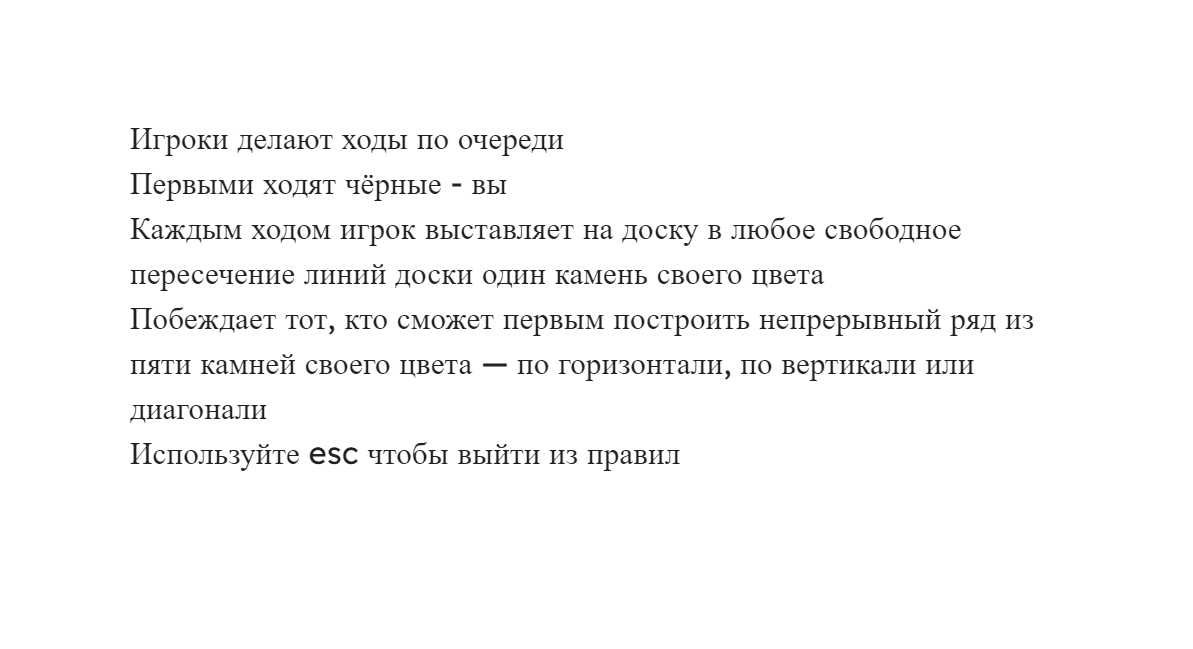 Игроки делают ходы по очереди
Первыми ходят чёрные - вы
Каждым ходом игрок выставляет на доску в любое свободное
пересечение линий доски один камень своего цвета
Побеждает тот, кто сможет первым построить непрерывный ряд из
пяти камней своего цвета — по горизонтали, по вертикали или
диагонали
Используйте esc чтобы выйти из правил